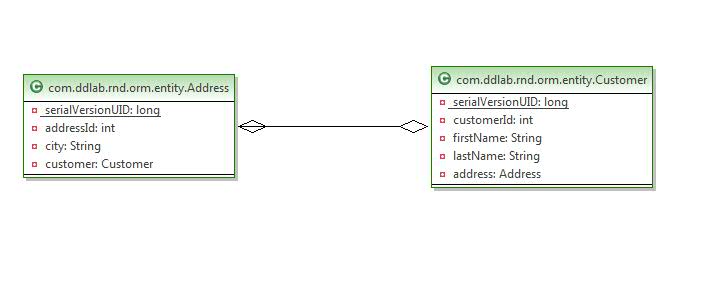 C com.ddlab.rnd.orm.entity.Address
serialVersionUID: long
addressId: int
city: String
customer: Customer
C com.ddlab.rnd.orm.entity.Customer
serialVersionUID: long
customerId: int
firstName: String
lastName: String
address: Address